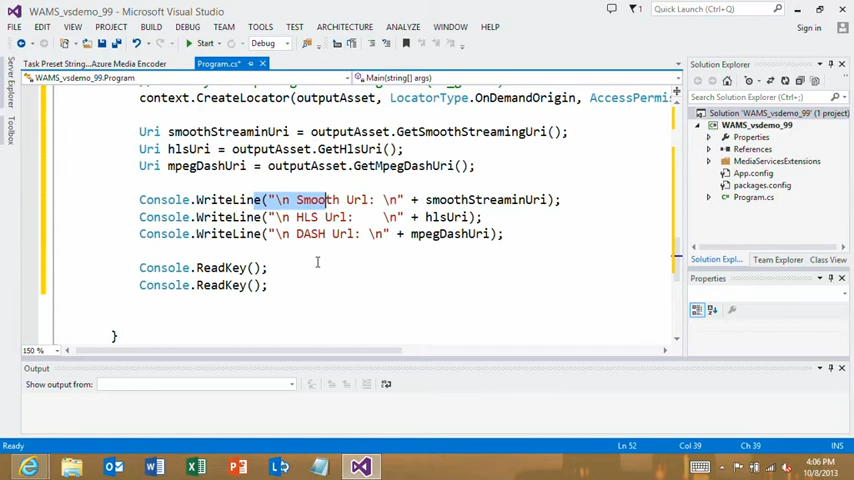 WAMS_vsdemo_99 - Microsoft Visual Studio
1
Quick Launch (Ctrl+Q)
FILE EDIT VIEW PROJECT BUILD DEBUG TEAM TOOLS TEST ARCHITECTURE ANALYZE WINDOW HELP
Sign in
Start Debug
Server Explorer
Toolbox
Task Preset String...Azure Media Encoder
Program.cs*
WAMS_vsdemo_99.Program
Main(string[] args)
context.CreateLocator(outputAsset, LocatorType.OnDemandOrigin, AccessPermis
Uri smoothStreaminUri = outputAsset.GetSmoothStreamingUri();
Uri hlsUri = outputAsset.GetHlsUri();
Uri mpegDashUri = outputAsset.GetMpegDashUri();
Console.WriteLine("\n Smooth Url: \n" + smoothStreaminUri);
Console.WriteLine("\n HLS Url:    \n" + hlsUri);
Console.WriteLine("\n DASH Url: \n" + mpegDashUri);
Console.ReadKey();
Console.ReadKey();
}
150 %
Solution Explorer
Search Solution Explorer (Ctrl+;)
Solution 'WAMS_vsdemo_99'
WAMS_vsdemo_99
Properties
References
MediaServicesExtensions
App.config
packages.config
Program.cs
Solution Expl... Team Explorer Class View
Properties
Output
Show output from:
Ready
Ln 52
Col 39
Ch 39
INS
4:06 PM
10/8/2013